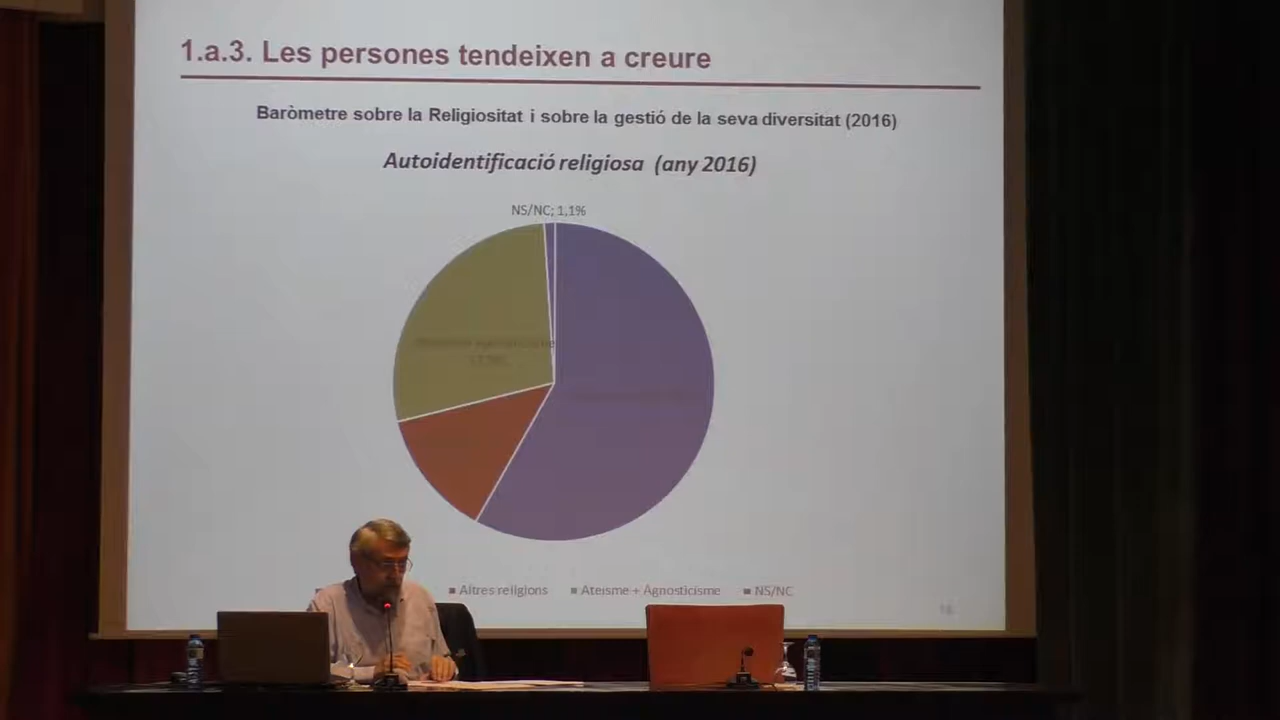 1.a.3. Les persones tendeixen a creure
Baròmetre sobre la Religiositat i sobre la gestió de la seva diversitat (2016)
Autoidentificació religiosa (any 2016)
NS/NC; 1,1%
Altres religions
Ateisme + Agnosticisme
NS/NC